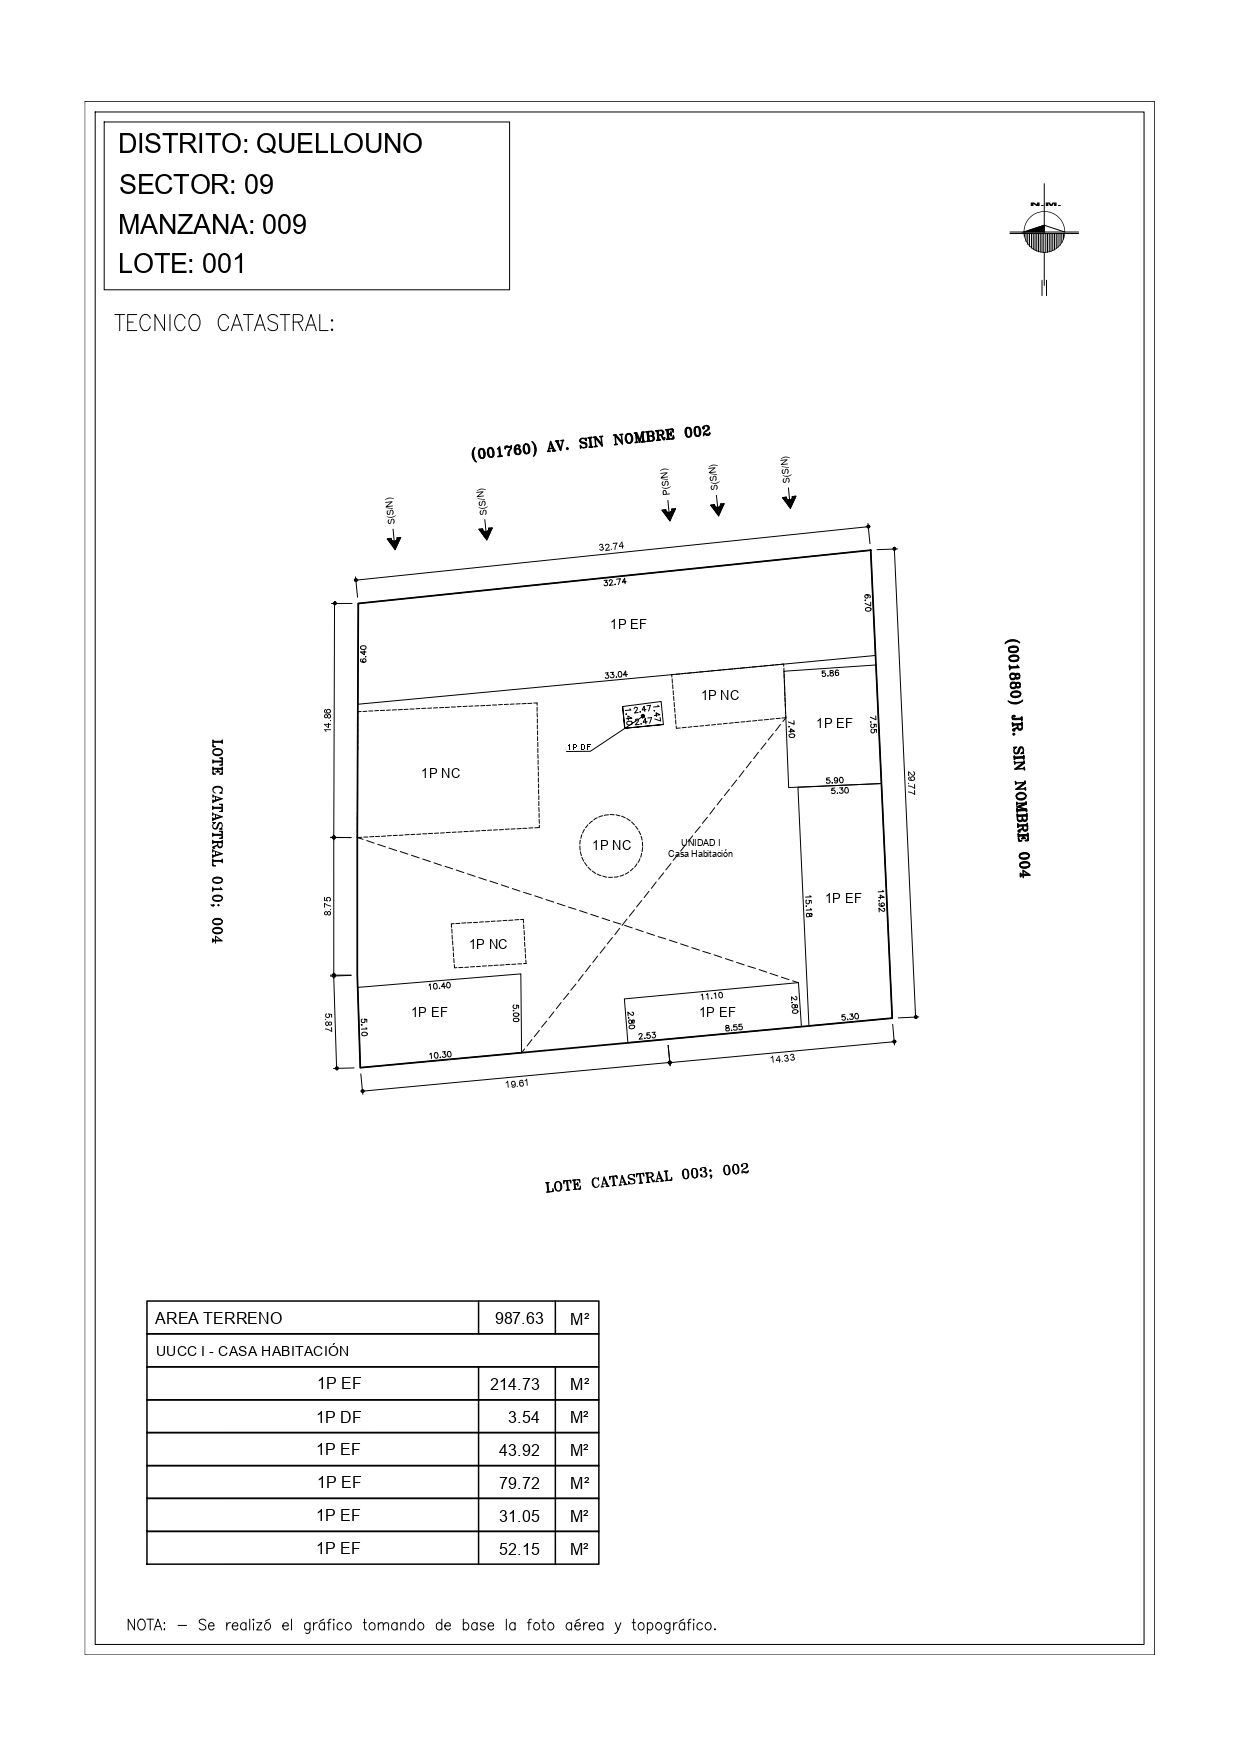 DISTRITO: QUELLOUNO
SECTOR: 09
MANZANA: 009
LOTE: 001
N.M.
TECNICO CATASTRAL:
(001760) AV. SIN NOMBRE 002
S(S/N)
S(S/N)
P(S/N)
S(S/N)
S(S/N)
32.74
32.74
1P EF
6.40
6.70
33.04
5.86
1P NC
2.47
1.40
1.47
2.47
1P DF
7.40
1P EF
7.55
5.90
5.30
14.86
1P NC
29.77
1P NC
UNIDAD I
Casa Habitación
8.75
15.18
1P EF
14.92
1P NC
10.40
1P EF
5.00
5.10
5.87
10.30
11.10
1P EF
2.80
2.80
2.53
8.55
5.30
19.61
14.33
LOTE CATASTRAL 010; 004
(001880) JR. SIN NOMBRE 004
LOTE CATASTRAL 003; 002
AREA TERRENO 987.63 M²
UUCC I - CASA HABITACIÓN
1P EF 214.73 M²
1P DF 3.54 M²
1P EF 43.92 M²
1P EF 79.72 M²
1P EF 31.05 M²
1P EF 52.15 M²
NOTA: – Se realizó el gráfico tomando de base la foto aérea y topográfico.